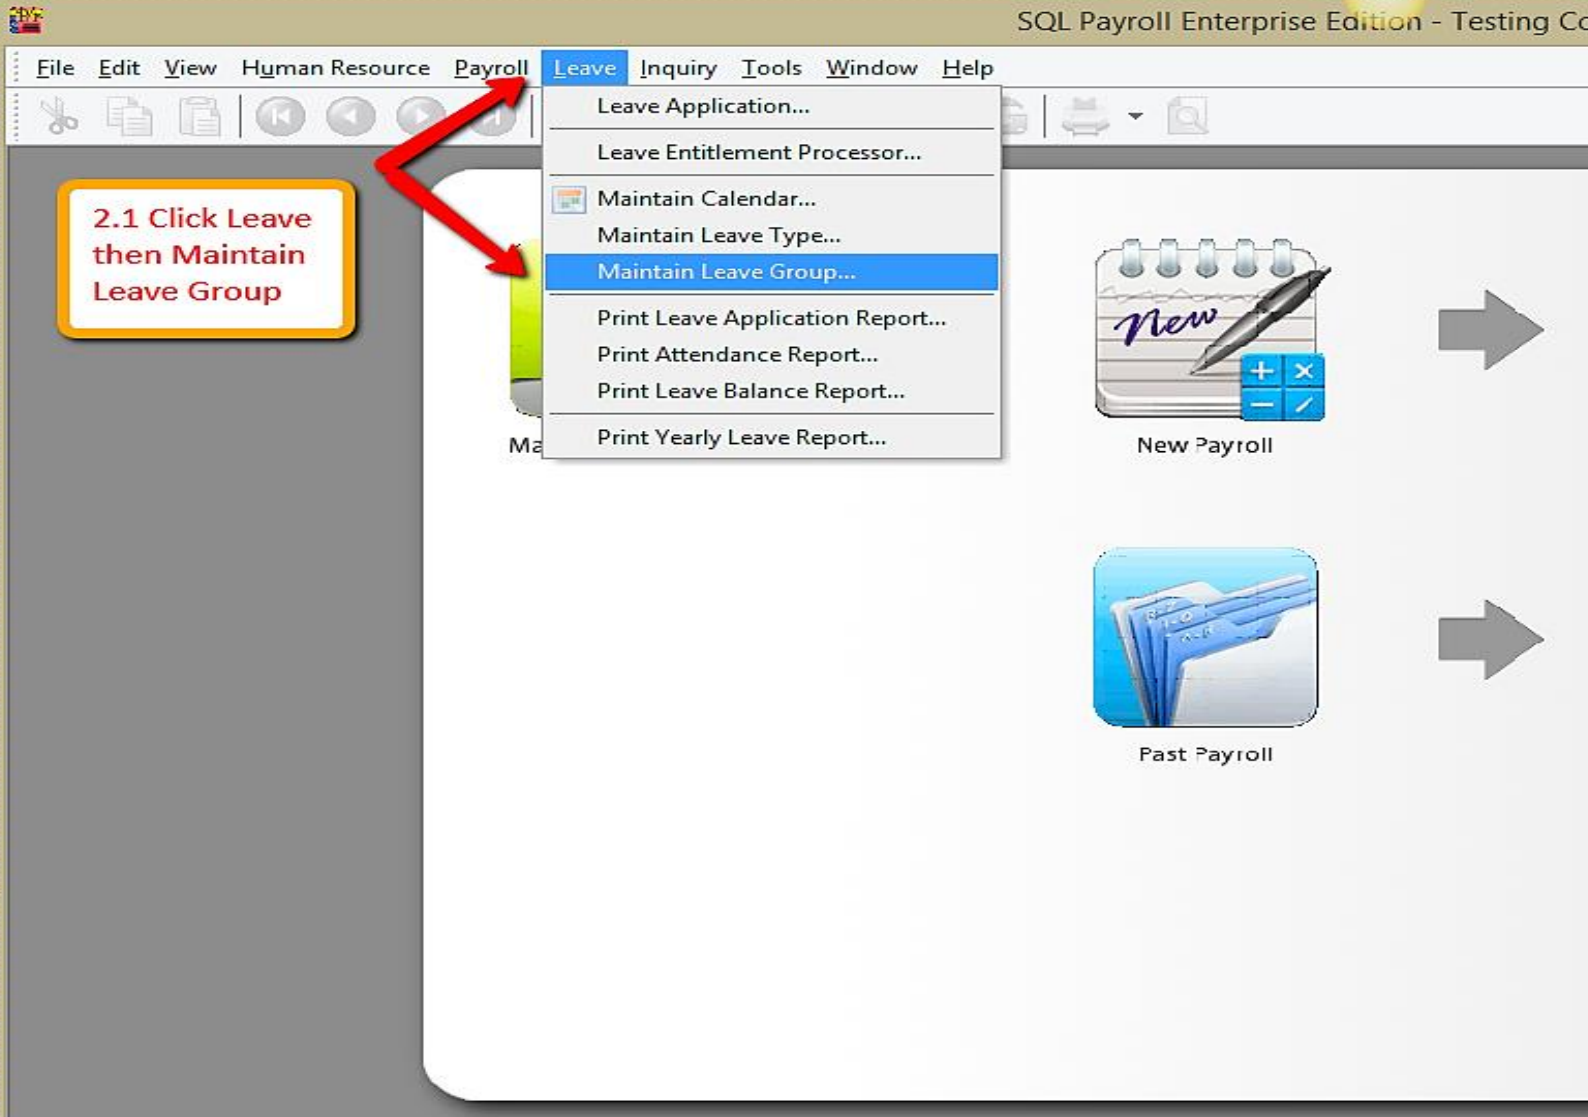 SQL Payroll Enterprise Edition - Testing Co
File Edit View Human Resource Payroll Leave Inquiry Tools Window Help
Leave Application...
Leave Entitlement Processor...
Maintain Calendar...
Maintain Leave Type...
Maintain Leave Group...
Print Leave Application Report...
Print Attendance Report...
Print Leave Balance Report...
Print Yearly Leave Report...
2.1 Click Leave
then Maintain
Leave Group
Ma
New
New Payroll
Past Payroll